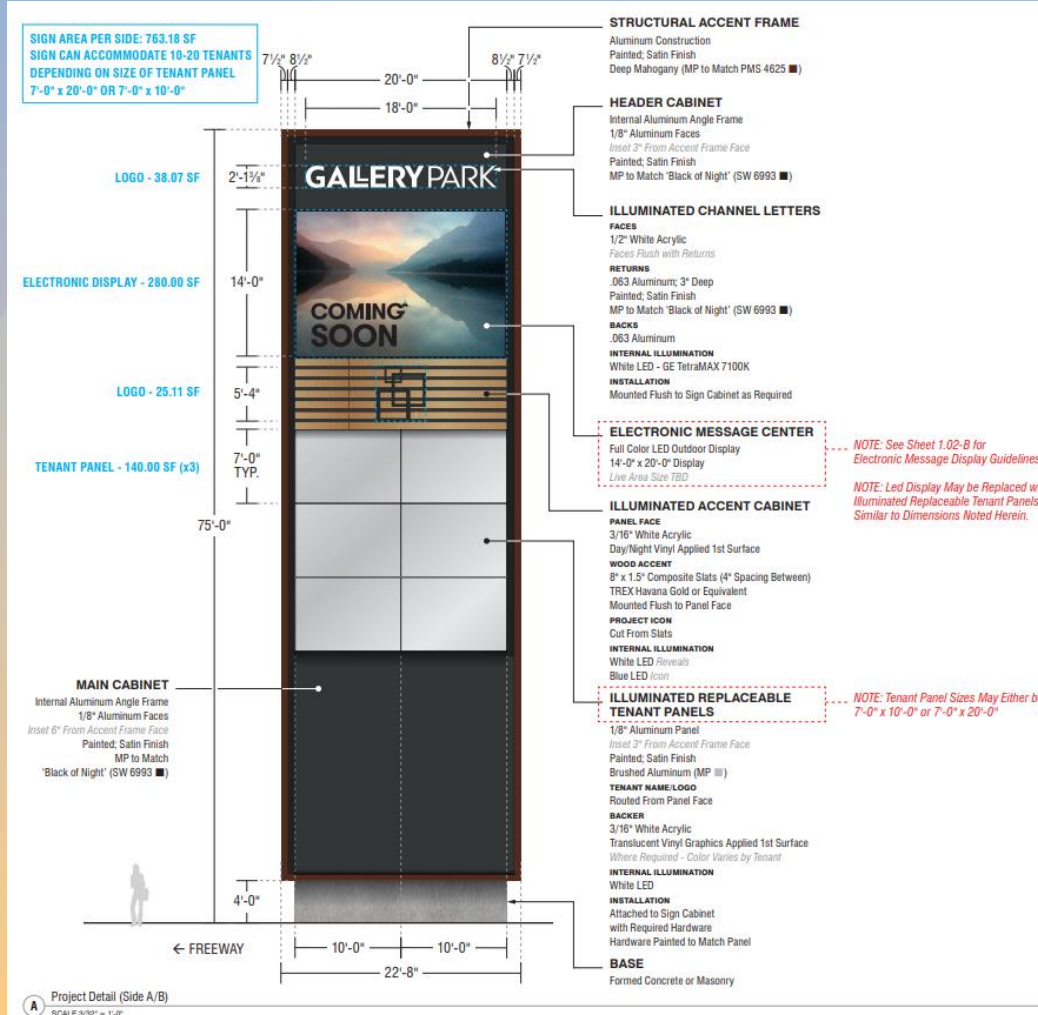 SIGN AREA PER SIDE: 763.18 SF
SIGN CAN ACCOMMODATE 10-20 TENANTS
DEPENDING ON SIZE OF TENANT PANEL
7'-0" x 20'-0" OR 7'-0" x 10'-0"
7½" 8½"
8½" 7½"
20'-0"
18'-0"
LOGO - 38.07 SF
2'-1⅜"
GALLERY PARK
ELECTRONIC DISPLAY - 280.00 SF
14'-0"
COMING
SOON
LOGO - 25.11 SF
5'-4"
TENANT PANEL - 140.00 SF (x3)
7'-0"
TYP.
75'-0"
MAIN CABINET
Internal Aluminum Angle Frame
1/8" Aluminum Faces
Inset 6" From Accent Frame Face
Painted; Satin Finish
MP to Match
'Black of Night' (SW 6993 ■)
4'-0"
← FREEWAY
10'-0"
10'-0"
22'-8"
STRUCTURAL ACCENT FRAME
Aluminum Construction
Painted; Satin Finish
Deep Mahogany (MP to Match PMS 4625 ■)
HEADER CABINET
Internal Aluminum Angle Frame
1/8" Aluminum Faces
Inset 3" From Accent Frame Face
Painted; Satin Finish
MP to Match 'Black of Night' (SW 6993 ■)
ILLUMINATED CHANNEL LETTERS
FACES
1/2" White Acrylic
Faces Flush with Returns
RETURNS
.063 Aluminum; 3" Deep
Painted; Satin Finish
MP to Match 'Black of Night' (SW 6993 ■)
BACKS
.063 Aluminum
INTERNAL ILLUMINATION
White LED - GE TetraMAX 7100K
INSTALLATION
Mounted Flush to Sign Cabinet as Required
ELECTRONIC MESSAGE CENTER
Full Color LED Outdoor Display
14'-0" x 20'-0" Display
Live Area Size TBD
NOTE: See Sheet 1.02-B for
Electronic Message Display Guidelines
NOTE: Led Display May be Replaced w
Illuminated Replaceable Tenant Panels
Similar to Dimensions Noted Herein.
ILLUMINATED ACCENT CABINET
PANEL FACE
3/16" White Acrylic
Day/Night Vinyl Applied 1st Surface
WOOD ACCENT
8" x 1.5" Composite Slats (4" Spacing Between)
TREX Havana Gold or Equivalent
Mounted Flush to Panel Face
PROJECT ICON
Cut From Slats
INTERNAL ILLUMINATION
White LED Reveals
Blue LED Icon
ILLUMINATED REPLACEABLE
TENANT PANELS
NOTE: Tenant Panel Sizes May Either b
7'-0" x 10'-0" or 7'-0" x 20'-0"
1/8" Aluminum Panel
Inset 3" From Accent Frame Face
Painted; Satin Finish
Brushed Aluminum (MP ■)
TENANT NAME/LOGO
Routed From Panel Face
BACKER
3/16" White Acrylic
Translucent Vinyl Graphics Applied 1st Surface
Where Required - Color Varies by Tenant
INTERNAL ILLUMINATION
White LED
INSTALLATION
Attached to Sign Cabinet
with Required Hardware
Hardware Painted to Match Panel
BASE
Formed Concrete or Masonry
A
Project Detail (Side A/B)
SCALE 3/32" = 1'-0"